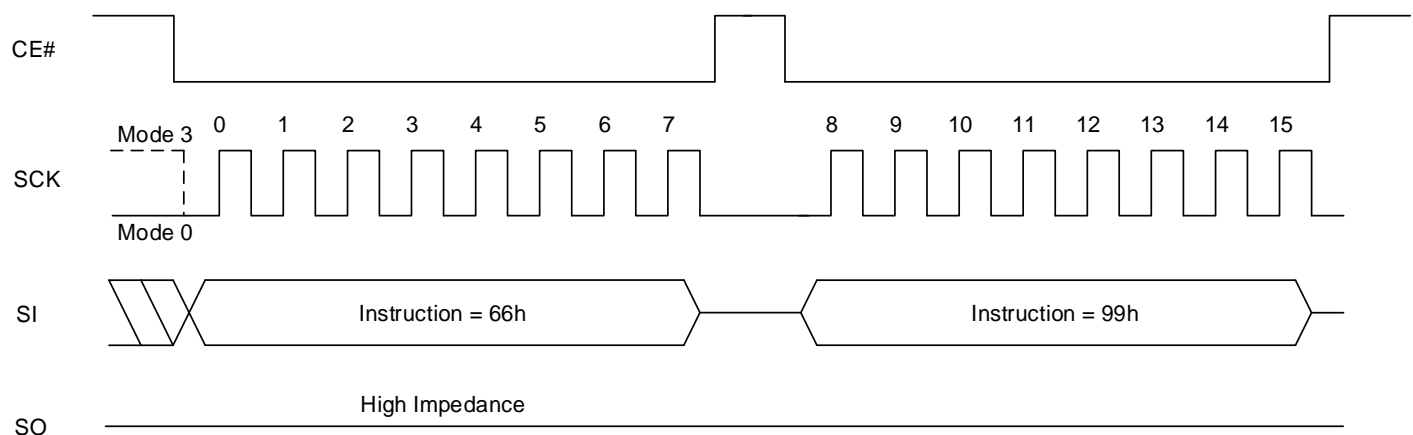 CE#
Mode 3
0 1 2 3 4 5 6 7 8 9 10 11 12 13 14 15
SCK
Mode 0
SI
Instruction = 66h
Instruction = 99h
High Impedance
SO